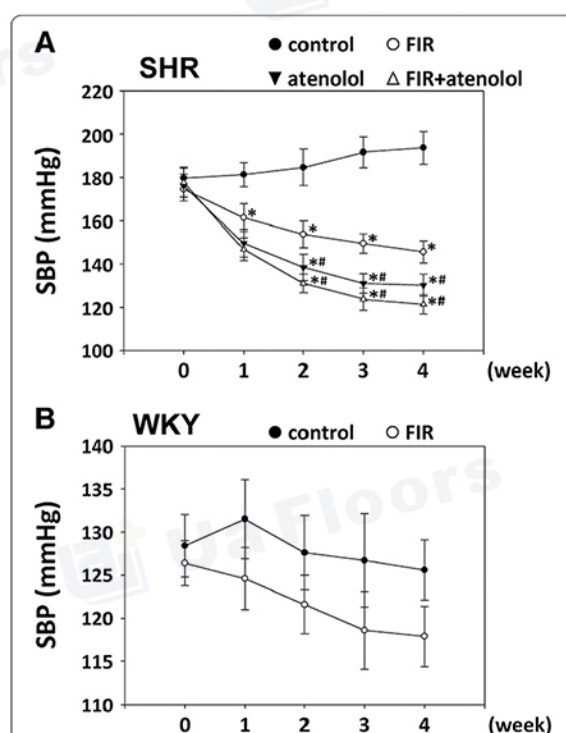 A
SHR
● control ○ FIR
▼ atenolol △ FIR+atenolol
220
200
180
160
140
120
100
SBP (mmHg)
*
*
*
*
*#
*#
*#
*#
*#
*#
0 1 2 3 4 (week)
B
WKY
● control ○ FIR
140
135
130
125
120
115
110
SBP (mmHg)
0 1 2 3 4 (week)
Ua Floors